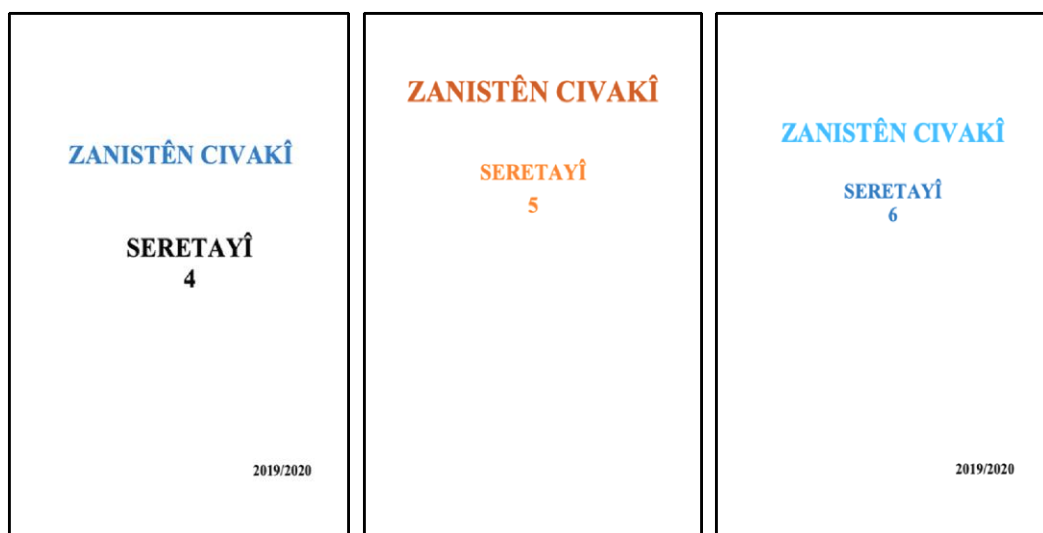 ZANISTÊN CIVAKÎ
SERETAYÎ
4
2019/2020
ZANISTÊN CIVAKÎ
SERETAYÎ
5
ZANISTÊN CIVAKÎ
SERETAYÎ
6
2019/2020